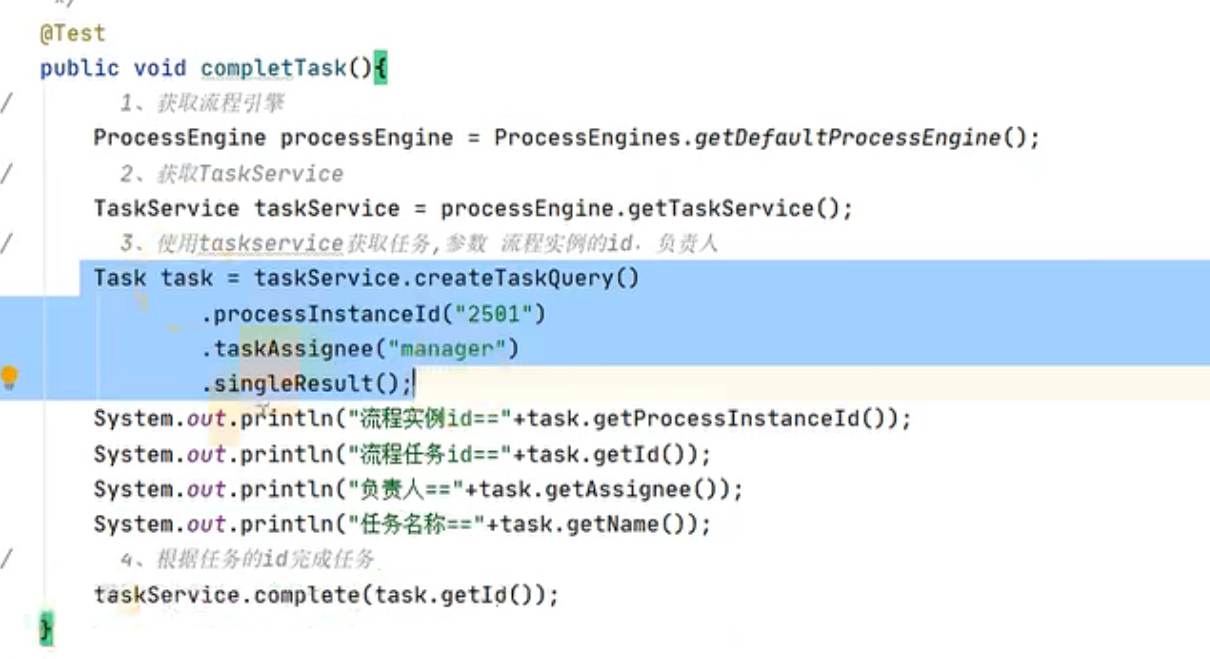 */
@Test
public void completTask(){
/ 1、获取流程引擎
ProcessEngine processEngine = ProcessEngines.getDefaultProcessEngine();
/ 2、获取TaskService
TaskService taskService = processEngine.getTaskService();
/ 3、使用taskservice获取任务,参数 流程实例的id，负责人
Task task = taskService.createTaskQuery()
.processInstanceId("2501")
.taskAssignee("manager")
.singleResult();
System.out.println("流程实例id=="+task.getProcessInstanceId());
System.out.println("流程任务id=="+task.getId());
System.out.println("负责人=="+task.getAssignee());
System.out.println("任务名称=="+task.getName());
/ 4、根据任务的id完成任务
taskService.complete(task.getId());
}